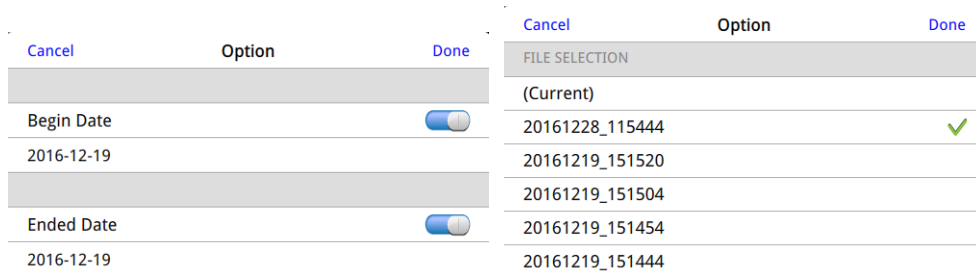 Cancel Option Done
Begin Date
2016-12-19
Ended Date
2016-12-19
Cancel Option Done
FILE SELECTION
(Current)
20161228_115444
20161219_151520
20161219_151504
20161219_151454
20161219_151444